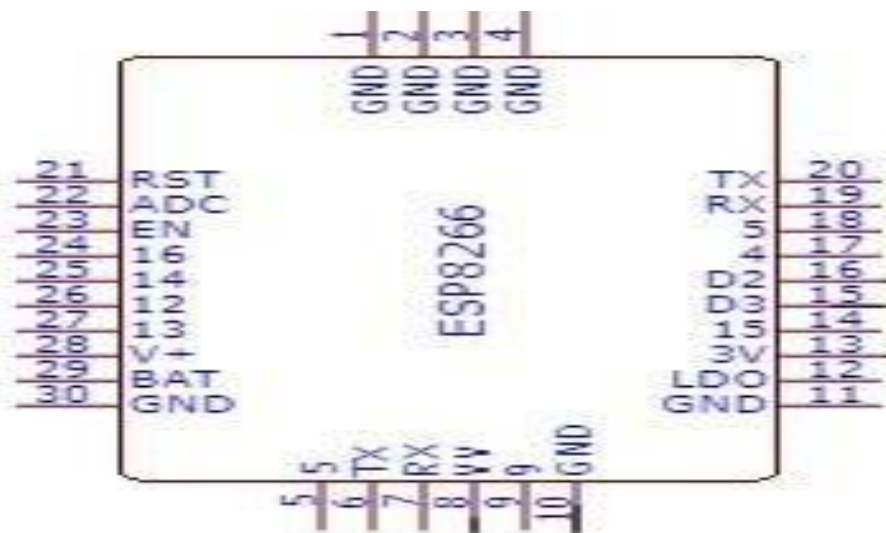 1 2 3 4
GND GND GND GND
21 RST TX 20
22 ADC RX 19
23 EN 5 18
24 16 4 17
25 14 D2 16
26 12 D3 15
27 13 15 14
28 V+ 3V 13
29 BAT LDO 12
30 GND GND 11
ESP8266
5 TX RX VV 9 GND
5 6 7 8 9 10